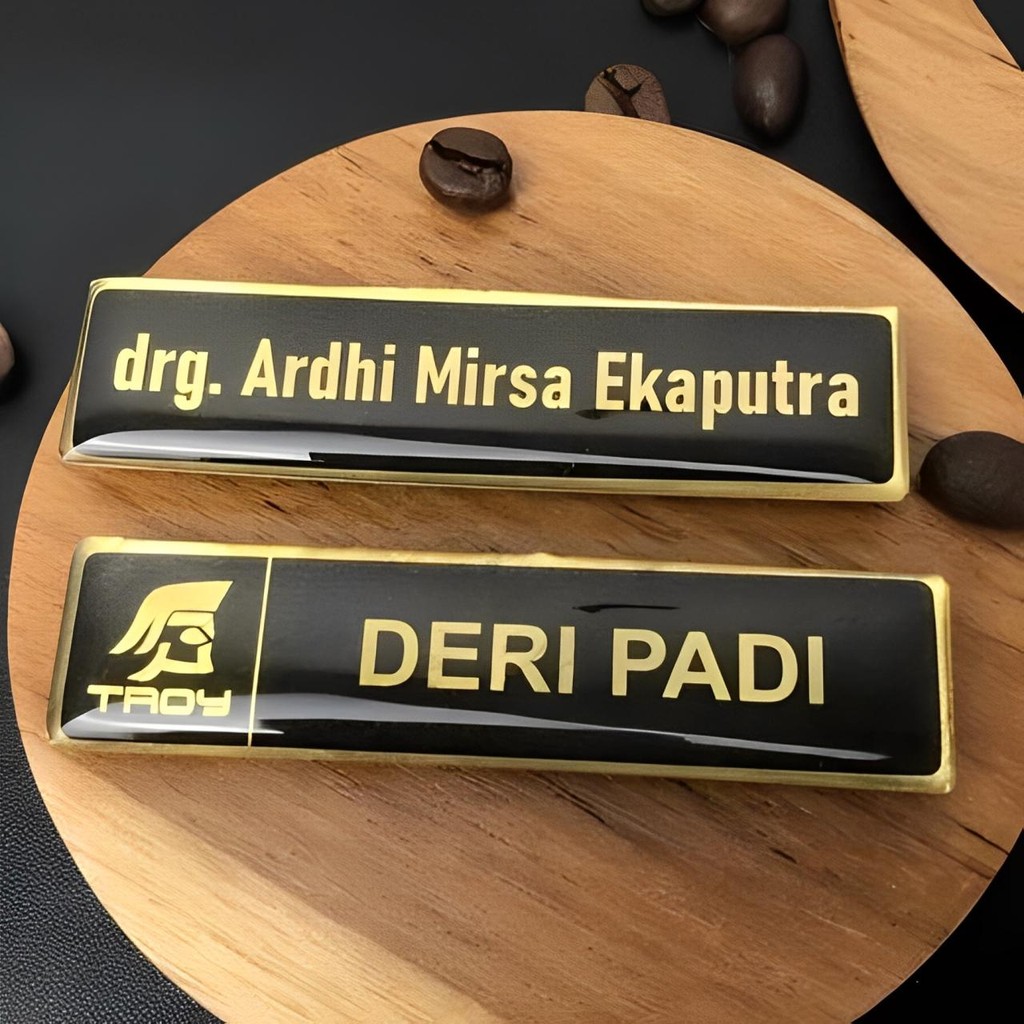 drg. Ardhi Mirsa Ekaputra
TROY
DERI PADI